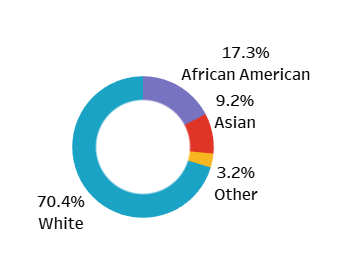 17.3%
African American
9.2%
Asian
3.2%
Other
70.4%
White